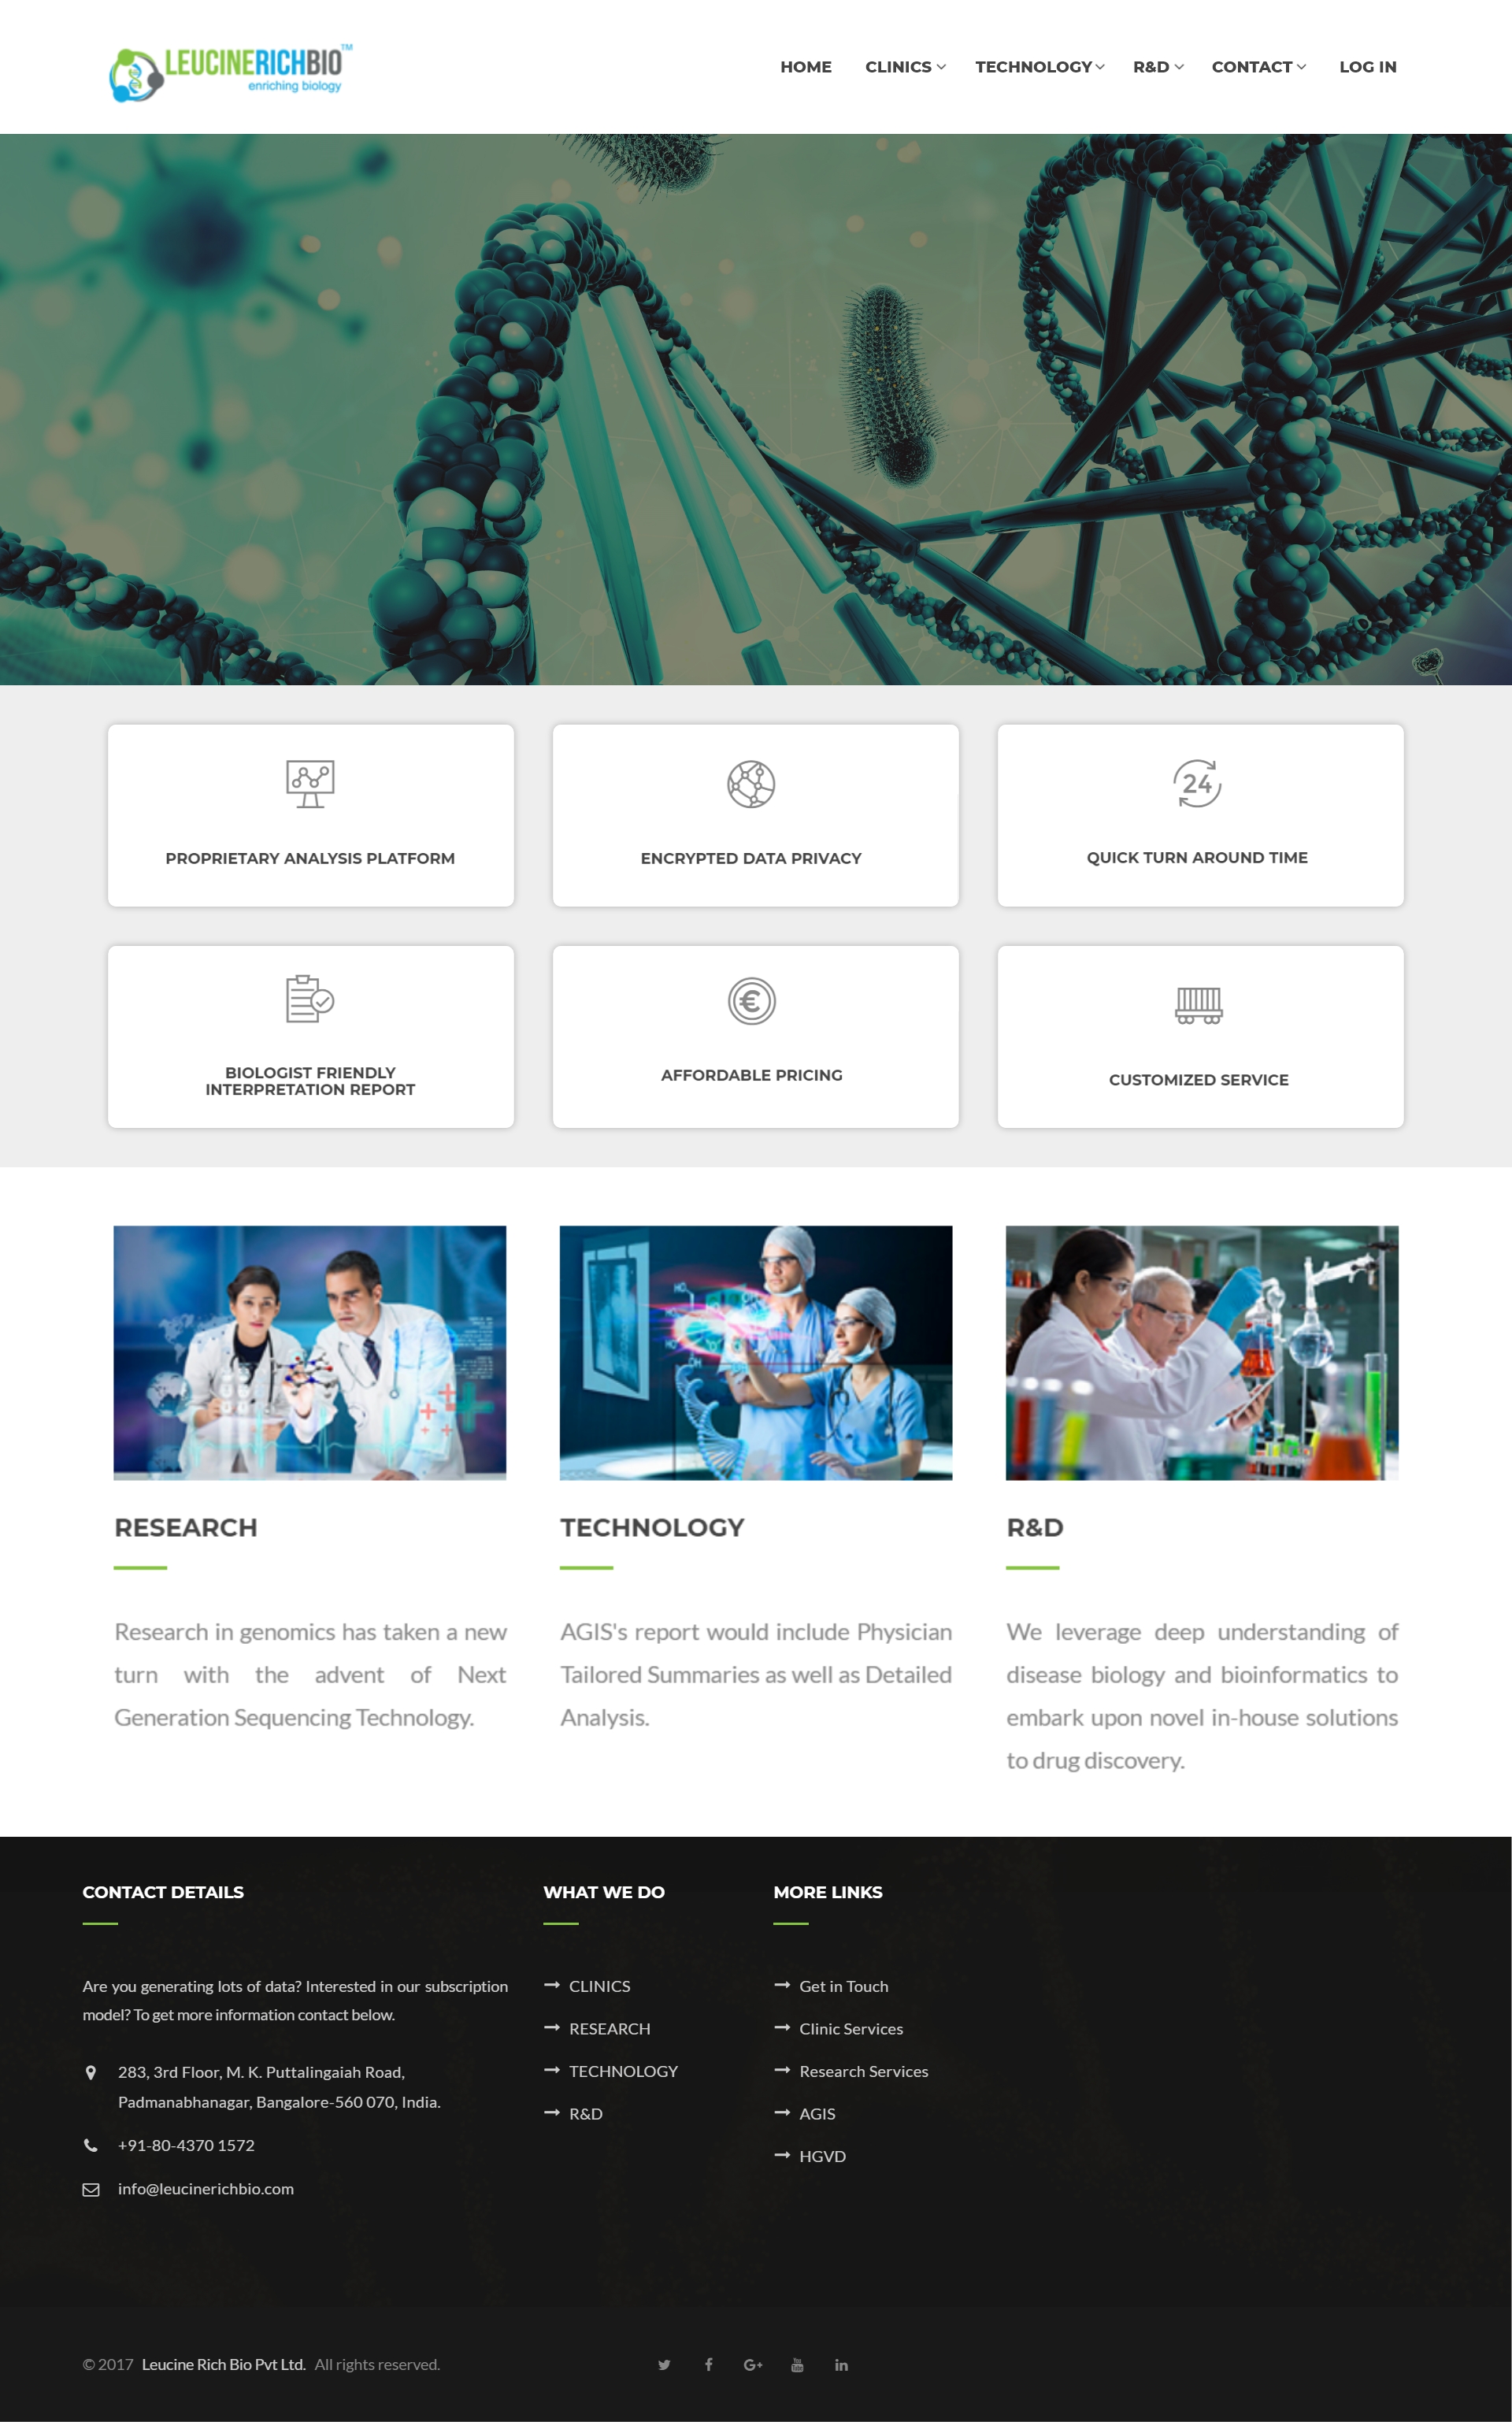 LEUCINERICHBIO™
enriching biology
HOME CLINICS TECHNOLOGY R&D CONTACT LOG IN
PROPRIETARY ANALYSIS PLATFORM
ENCRYPTED DATA PRIVACY
24
QUICK TURN AROUND TIME
BIOLOGIST FRIENDLY
INTERPRETATION REPORT
€
AFFORDABLE PRICING
CUSTOMIZED SERVICE
RESEARCH
Research in genomics has taken a new
turn with the advent of Next
Generation Sequencing Technology.
TECHNOLOGY
AGIS's report would include Physician
Tailored Summaries as well as Detailed
Analysis.
R&D
We leverage deep understanding of
disease biology and bioinformatics to
embark upon novel in-house solutions
to drug discovery.
CONTACT DETAILS
Are you generating lots of data? Interested in our subscription
model? To get more information contact below.
283, 3rd Floor, M. K. Puttalingaiah Road,
Padmanabhanagar, Bangalore-560 070, India.
+91-80-4370 1572
info@leucinerichbio.com
WHAT WE DO
CLINICS
RESEARCH
TECHNOLOGY
R&D
MORE LINKS
Get in Touch
Clinic Services
Research Services
AGIS
HGVD
© 2017 Leucine Rich Bio Pvt Ltd. All rights reserved.